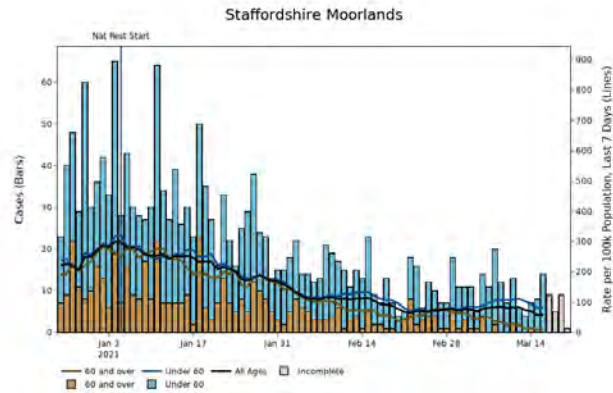 Staffordshire Moorlands
Nat Rest Start
Cases (Bars)
60
50
40
30
20
10
0
Rate per 100k Population, Last 7 Days (Lines)
900
800
700
600
500
400
300
200
100
0
Jan 3
2021
Jan 17
Jan 31
Feb 14
Feb 28
Mar 14
60 and over
Under 60
All Ages
Incomplete
60 and over
Under 60